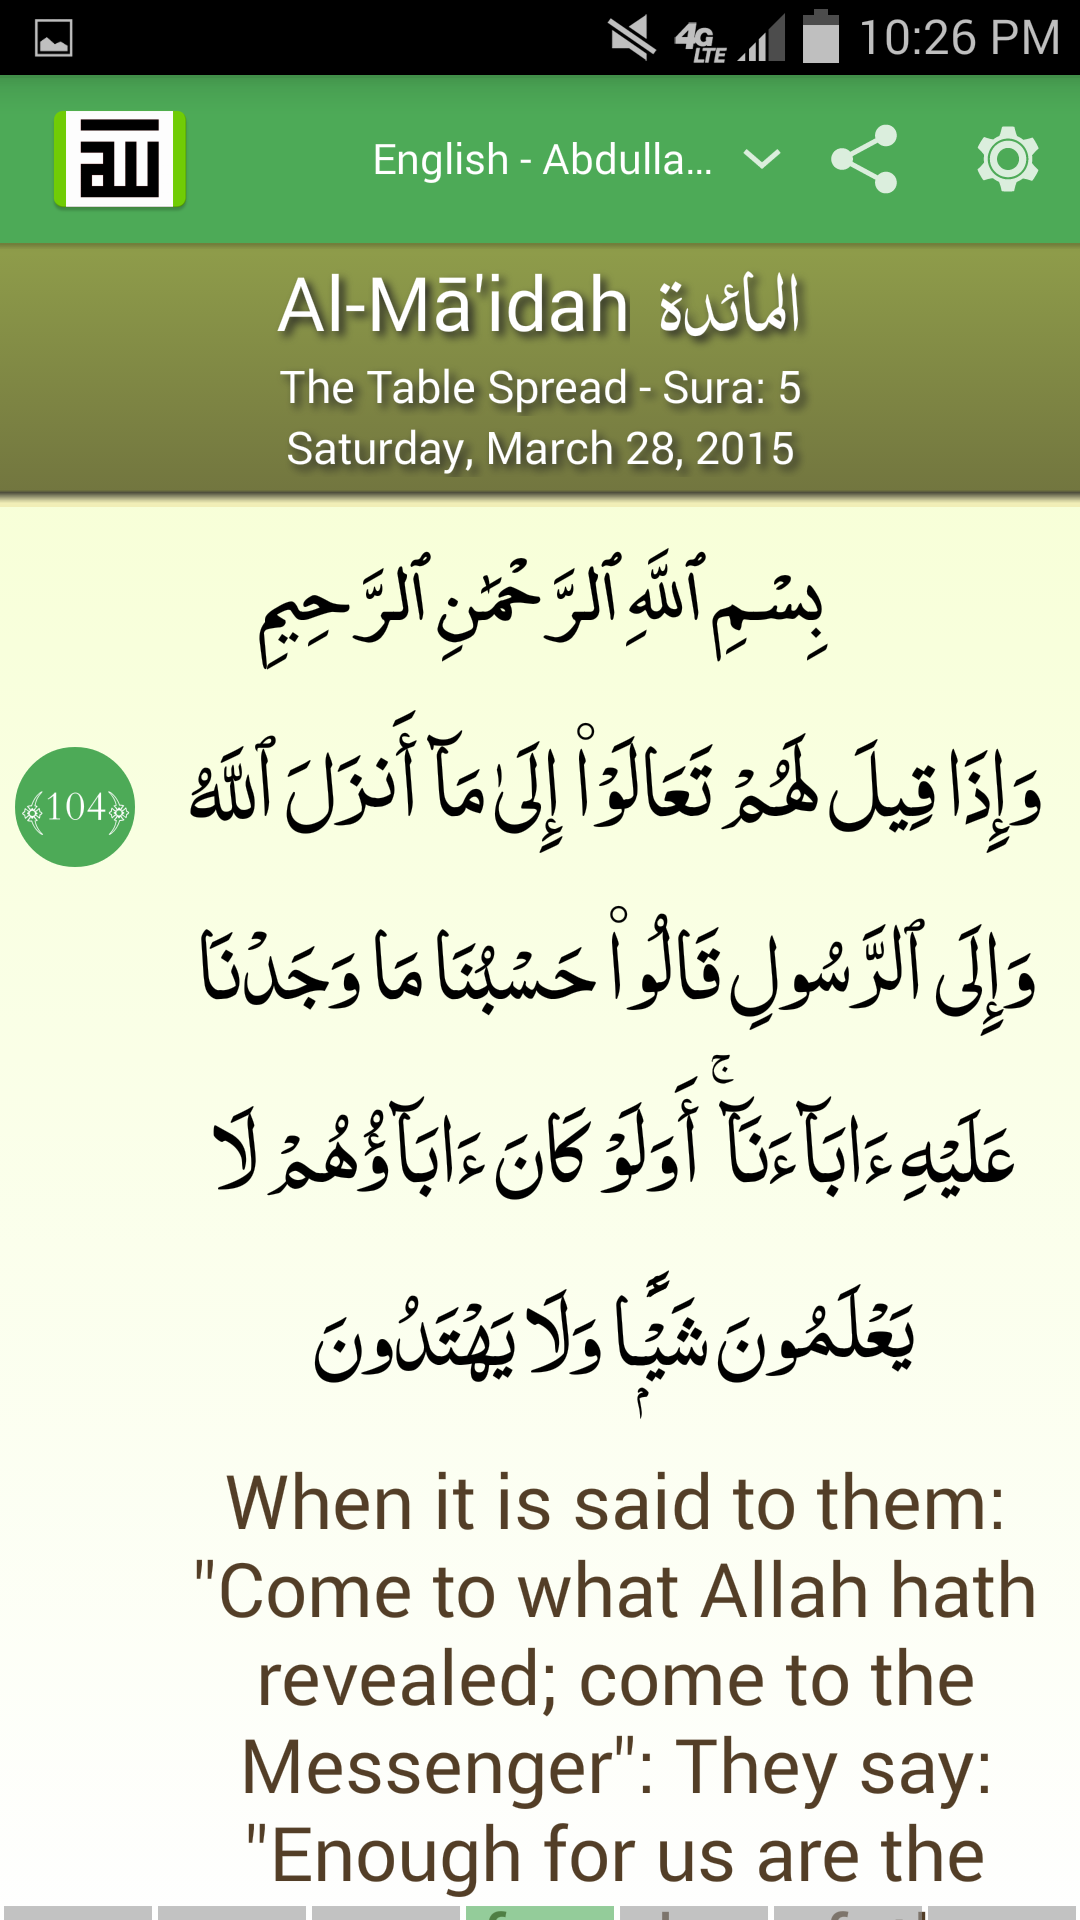 4G LTE 10:26 PM
English - Abdulla...
Al-Mā'idah المائدة
The Table Spread - Sura: 5
Saturday, March 28, 2015
بِسْمِ ٱللَّهِ ٱلرَّحْمَٰنِ ٱلرَّحِيمِ
وَإِذَا قِيلَ لَهُمْ تَعَالَوْا۟ إِلَىٰ مَآ أَنزَلَ ٱللَّهُ
﴾104﴿
وَإِلَى ٱلرَّسُولِ قَالُوا۟ حَسْبُنَا مَا وَجَدْنَا
عَلَيْهِ ءَابَآءَنَآ ۚ أَوَلَوْ كَانَ ءَابَآؤُهُمْ لَا
يَعْلَمُونَ شَيْـًۭٔا وَلَا يَهْتَدُونَ
When it is said to them:
"Come to what Allah hath
revealed; come to the
Messenger": They say:
"Enough for us are the